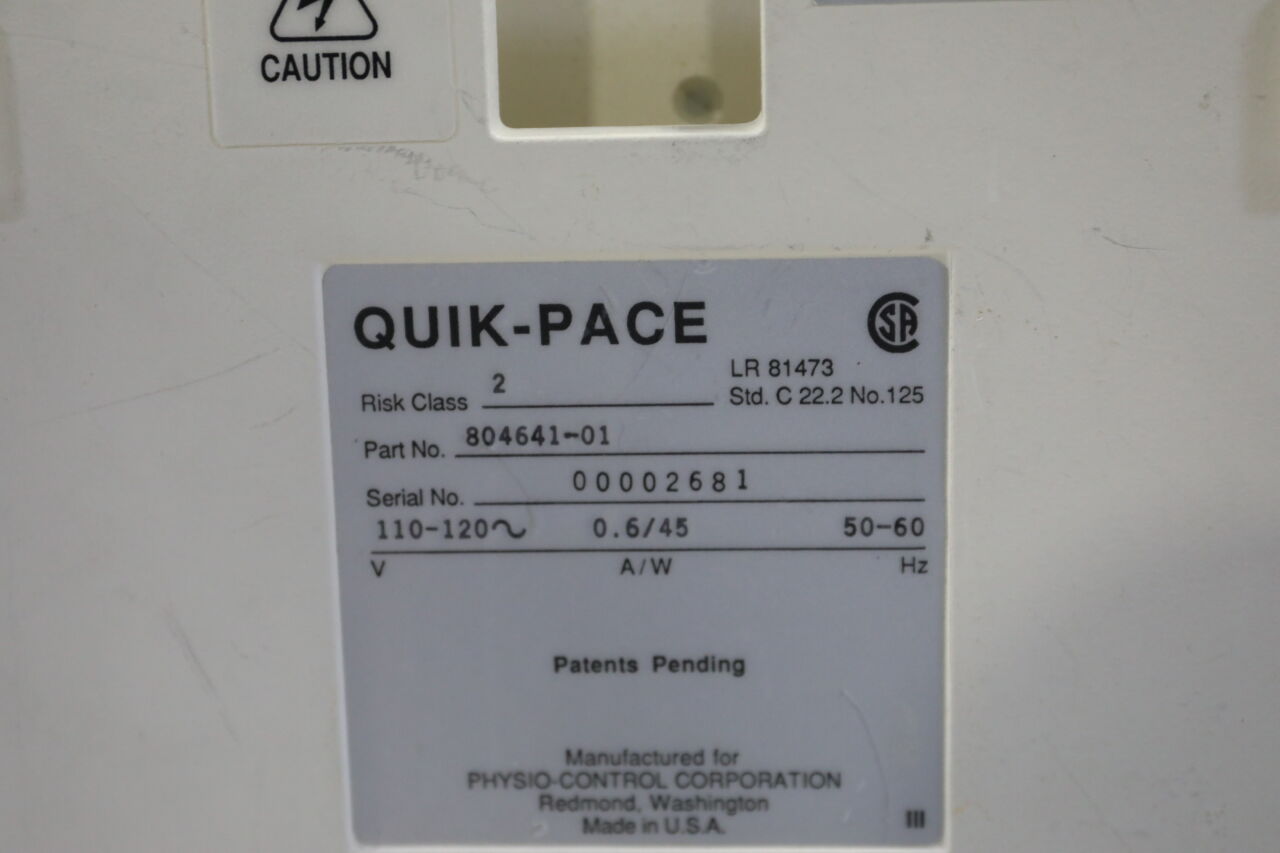 CAUTION
QUIK-PACE
CSA
LR 81473
Risk Class 2
Std. C 22.2 No.125
Part No. 804641-01
Serial No. 00002681
110-120～ 0.6/45 50-60
V A/W Hz
Patents Pending
Manufactured for
PHYSIO-CONTROL CORPORATION
Redmond, Washington
Made in U.S.A.
III